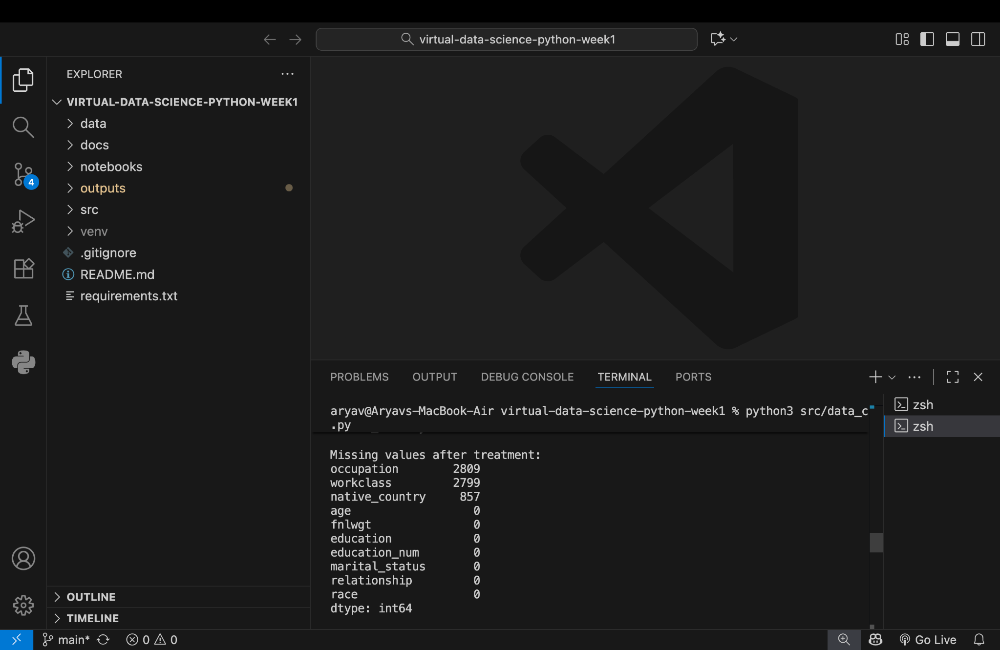 virtual-data-science-python-week1
EXPLORER
VIRTUAL-DATA-SCIENCE-PYTHON-WEEK1
data
docs
notebooks
outputs
src
venv
.gitignore
README.md
requirements.txt
4
OUTLINE
TIMELINE
PROBLEMS OUTPUT DEBUG CONSOLE TERMINAL PORTS
aryav@Aryavs-MacBook-Air virtual-data-science-python-week1 % python3 src/data_c
.py
Missing values after treatment:
occupation 2809
workclass 2799
native_country 857
age 0
fnlwgt 0
education 0
education_num 0
marital_status 0
relationship 0
race 0
dtype: int64
zsh
zsh
main* 0 0 Go Live